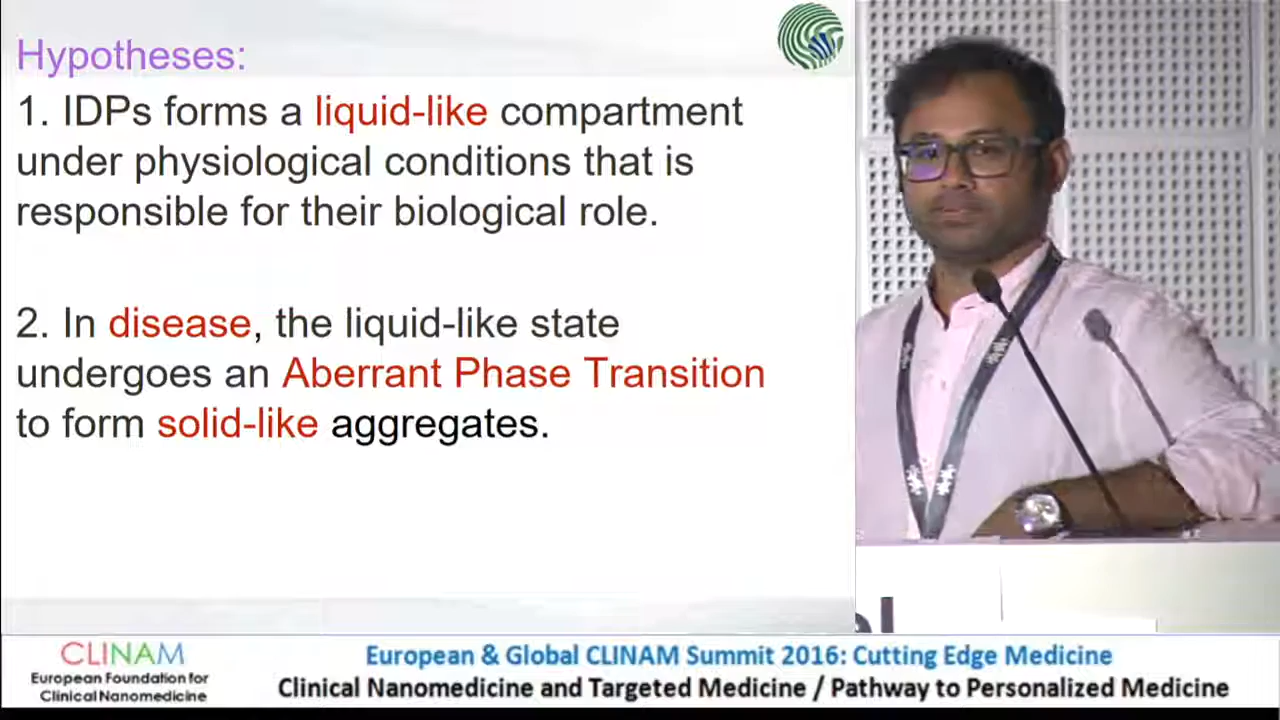 Hypotheses:
1. IDPs forms a liquid-like compartment
under physiological conditions that is
responsible for their biological role.
2. In disease, the liquid-like state
undergoes an Aberrant Phase Transition
to form solid-like aggregates.
CLINAM
European Foundation for
Clinical Nanomedicine
European & Global CLINAM Summit 2016: Cutting Edge Medicine
Clinical Nanomedicine and Targeted Medicine / Pathway to Personalized Medicine